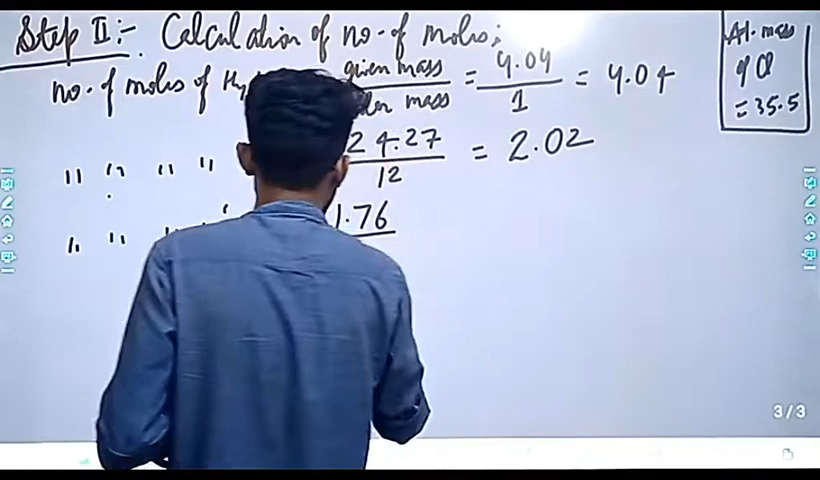 Step II :- Calculation of no. of moles;
no. of moles of Hy given mass / mass = 4.04 / 1 = 4.04
" " " " 24.27 / 12 = 2.02
" " 1.76
At. mass
of Cl
= 35.5
3/3